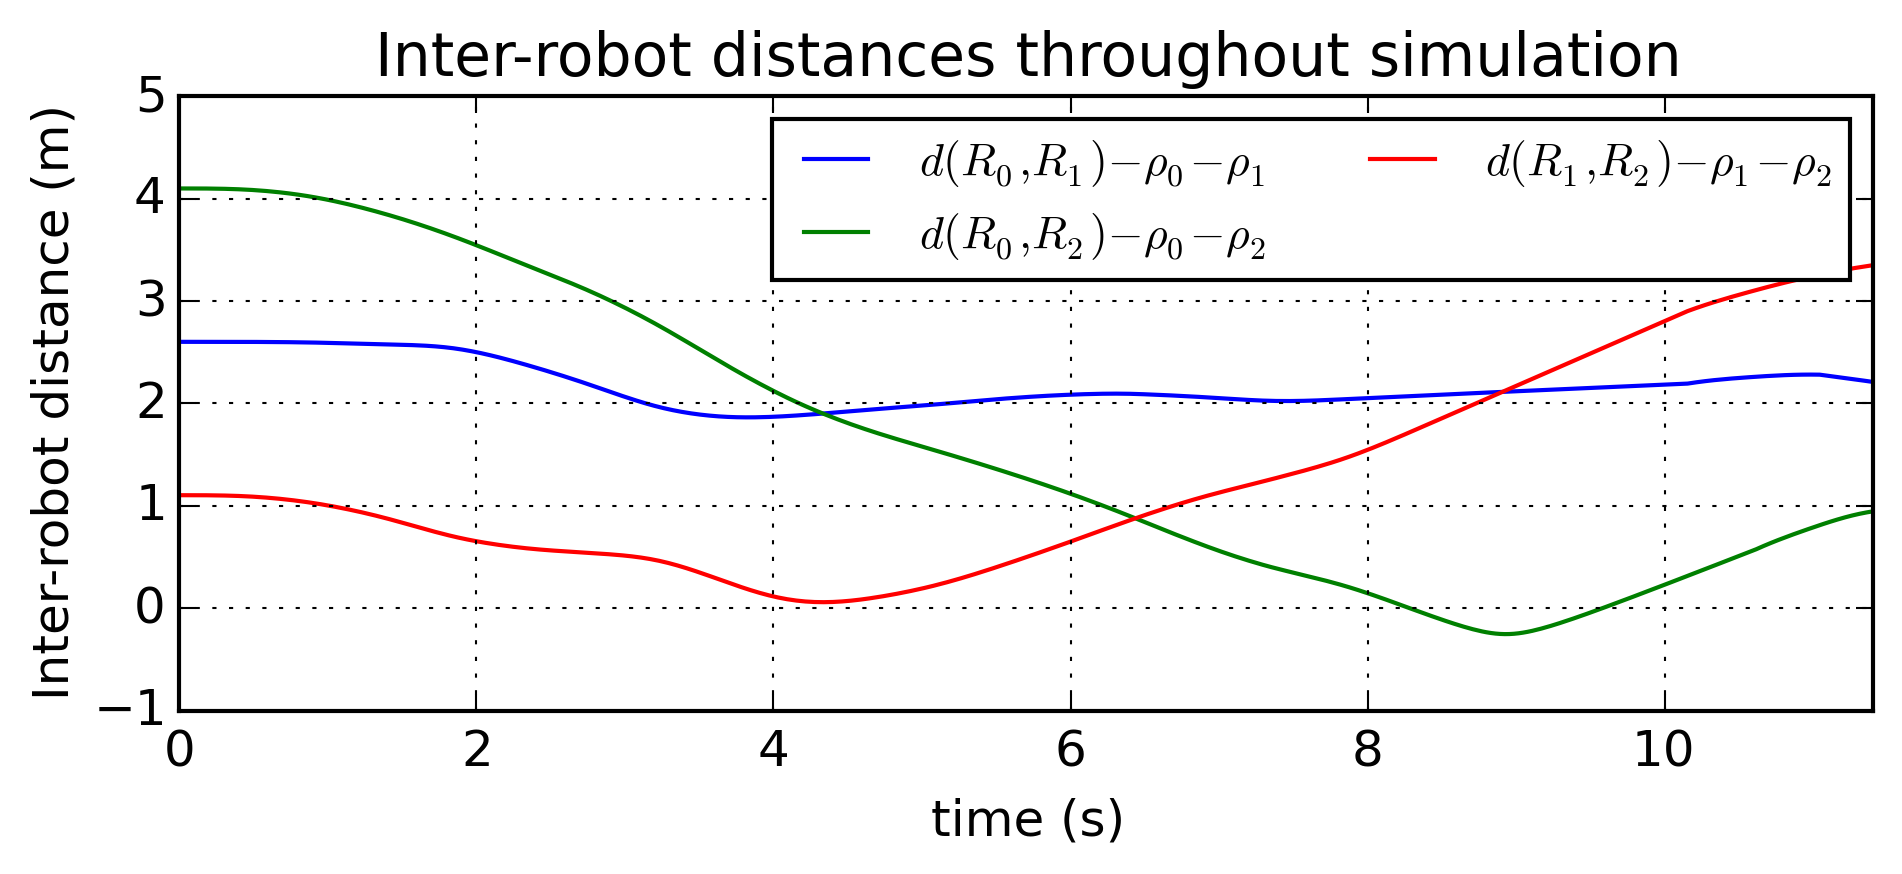 Inter-robot distances throughout simulation
Inter-robot distance (m)
5
4
3
2
1
0
−1
d(R₀,R₁)−ρ₀−ρ₁
d(R₀,R₂)−ρ₀−ρ₂
d(R₁,R₂)−ρ₁−ρ₂
0 2 4 6 8 10
time (s)